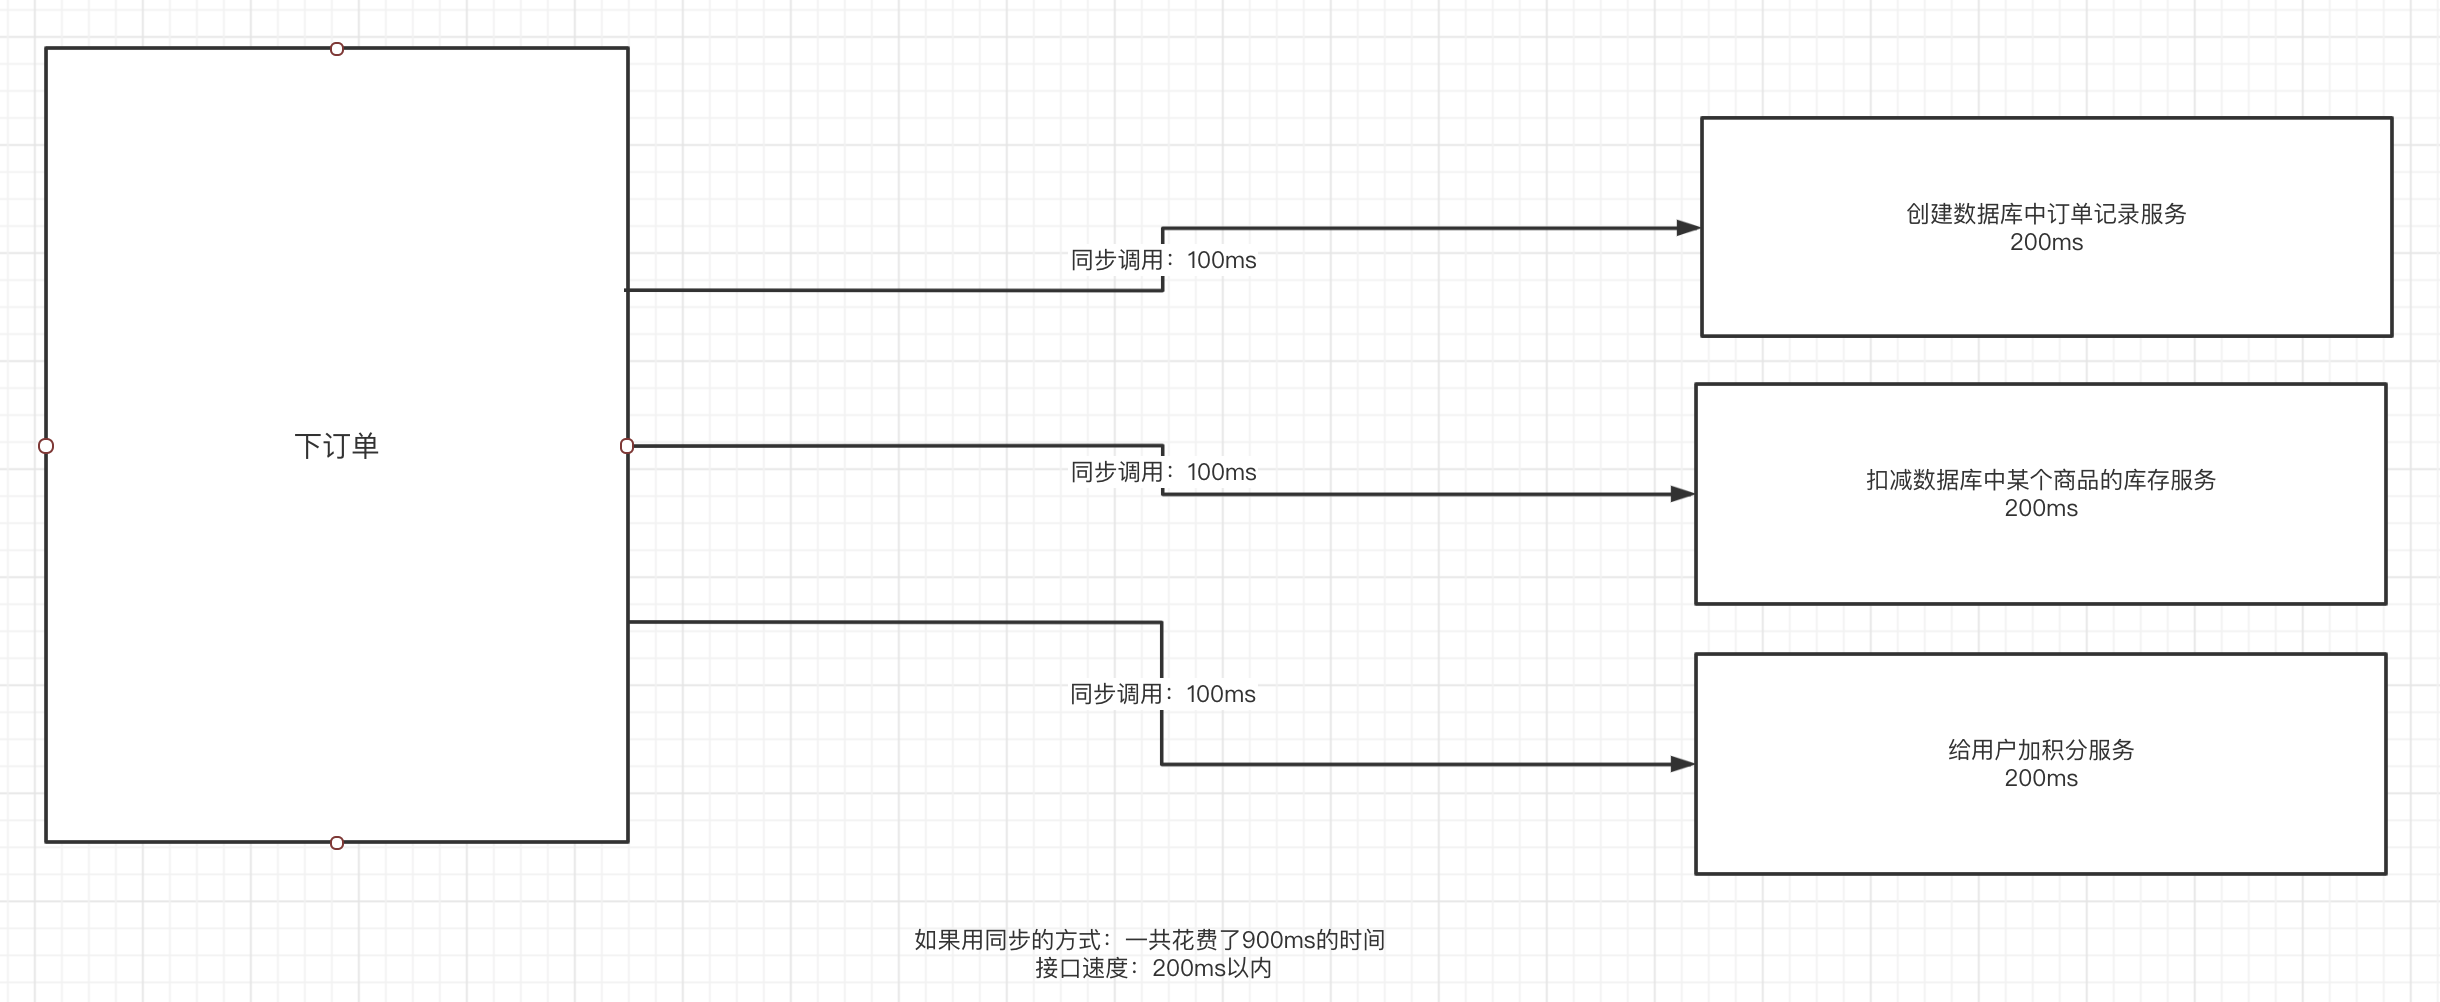 下订单
同步调用：100ms
创建数据库中订单记录服务
200ms
同步调用：100ms
扣减数据库中某个商品的库存服务
200ms
同步调用：100ms
给用户加积分服务
200ms
如果用同步的方式：一共花费了900ms的时间
接口速度：200ms以内